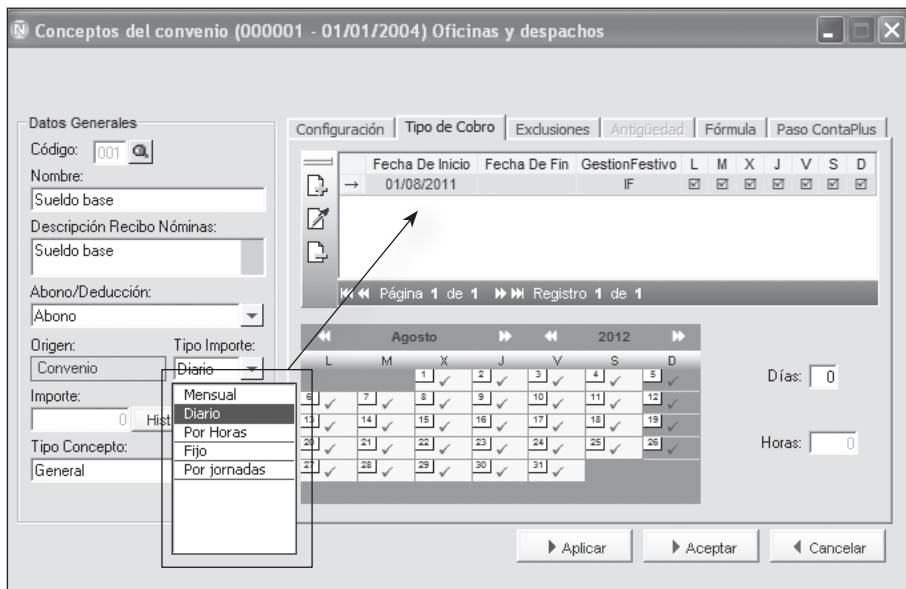 Conceptos del convenio (000001 - 01/01/2004) Oficinas y despachos
Datos Generales
Código: 001
Nombre:
Sueldo base
Descripción Recibo Nóminas:
Sueldo base
Abono/Deducción:
Abono
Origen: Tipo Importe:
Convenio Diario
Importe:
0 Hist
Tipo Concepto:
General
Mensual
Diario
Por Horas
Fijo
Por jornadas
Configuración Tipo de Cobro Exclusiones Antigüedad Fórmula Paso ContaPlus
Fecha De Inicio Fecha De Fin GestionFestivo L M X J V S D
01/08/2011 IF
Página 1 de 1 Registro 1 de 1
Agosto 2012
L M X J V S D
1 2 3 4 5
6 7 8 9 10 11 12
13 14 15 16 17 18 19
20 21 22 23 24 25 26
27 28 29 30 31
Días: 0
Horas: 0
Aplicar Aceptar Cancelar